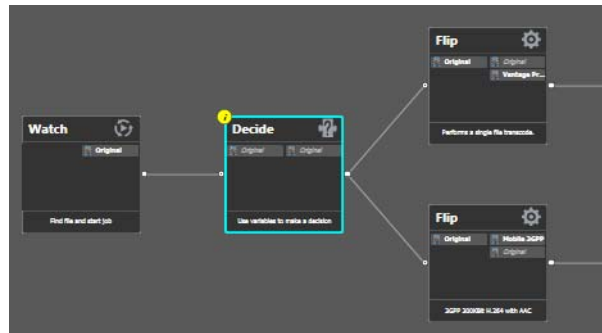 Watch
Original
Find file and start job
i
Decide
Original Original
Use variables to make a decision
Flip
Original Original
Vantage Pr...
Performs a single file transcode.
Flip
Original Mobile 3GPP
Original
3GPP 200KBit H.264 with AAC